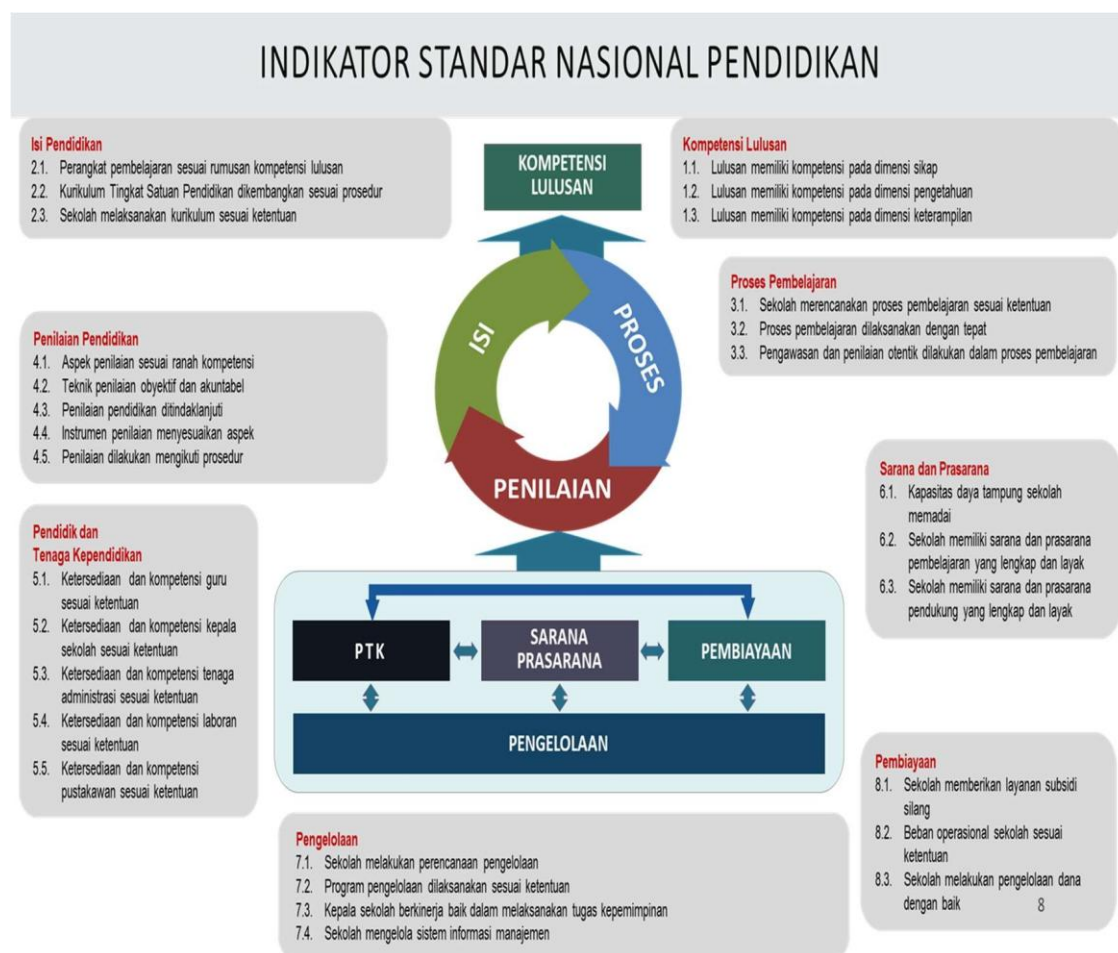 INDIKATOR STANDAR NASIONAL PENDIDIKAN
Isi Pendidikan
2.1. Perangkat pembelajaran sesuai rumusan kompetensi lulusan
2.2. Kurikulum Tingkat Satuan Pendidikan dikembangkan sesuai prosedur
2.3. Sekolah melaksanakan kurikulum sesuai ketentuan
KOMPETENSI
LULUSAN
Kompetensi Lulusan
1.1. Lulusan memiliki kompetensi pada dimensi sikap
1.2. Lulusan memiliki kompetensi pada dimensi pengetahuan
1.3. Lulusan memiliki kompetensi pada dimensi keterampilan
Proses Pembelajaran
3.1. Sekolah merencanakan proses pembelajaran sesuai ketentuan
3.2. Proses pembelajaran dilaksanakan dengan tepat
3.3. Pengawasan dan penilaian otentik dilakukan dalam proses pembelajaran
ISI
PROSES
PENILAIAN
Penilaian Pendidikan
4.1. Aspek penilaian sesuai ranah kompetensi
4.2. Teknik penilaian obyektif dan akuntabel
4.3. Penilaian pendidikan ditindaklanjuti
4.4. Instrumen penilaian menyesuaikan aspek
4.5. Penilaian dilakukan mengikuti prosedur
Sarana dan Prasarana
6.1. Kapasitas daya tampung sekolah
memadai
6.2. Sekolah memiliki sarana dan prasarana
pembelajaran yang lengkap dan layak
6.3. Sekolah memiliki sarana dan prasarana
pendukung yang lengkap dan layak
Pendidik dan
Tenaga Kependidikan
5.1. Ketersediaan dan kompetensi guru
sesuai ketentuan
5.2. Ketersediaan dan kompetensi kepala
sekolah sesuai ketentuan
5.3. Ketersediaan dan kompetensi tenaga
administrasi sesuai ketentuan
5.4. Ketersediaan dan kompetensi laboran
sesuai ketentuan
5.5. Ketersediaan dan kompetensi
pustakawan sesuai ketentuan
PTK
SARANA
PRASARANA
PEMBIAYAAN
PENGELOLAAN
Pembiayaan
8.1. Sekolah memberikan layanan subsidi
silang
8.2. Beban operasional sekolah sesuai
ketentuan
8.3. Sekolah melakukan pengelolaan dana
dengan baik
8
Pengelolaan
7.1. Sekolah melakukan perencanaan pengelolaan
7.2. Program pengelolaan dilaksanakan sesuai ketentuan
7.3. Kepala sekolah berkinerja baik dalam melaksanakan tugas kepemimpinan
7.4. Sekolah mengelola sistem informasi manajemen